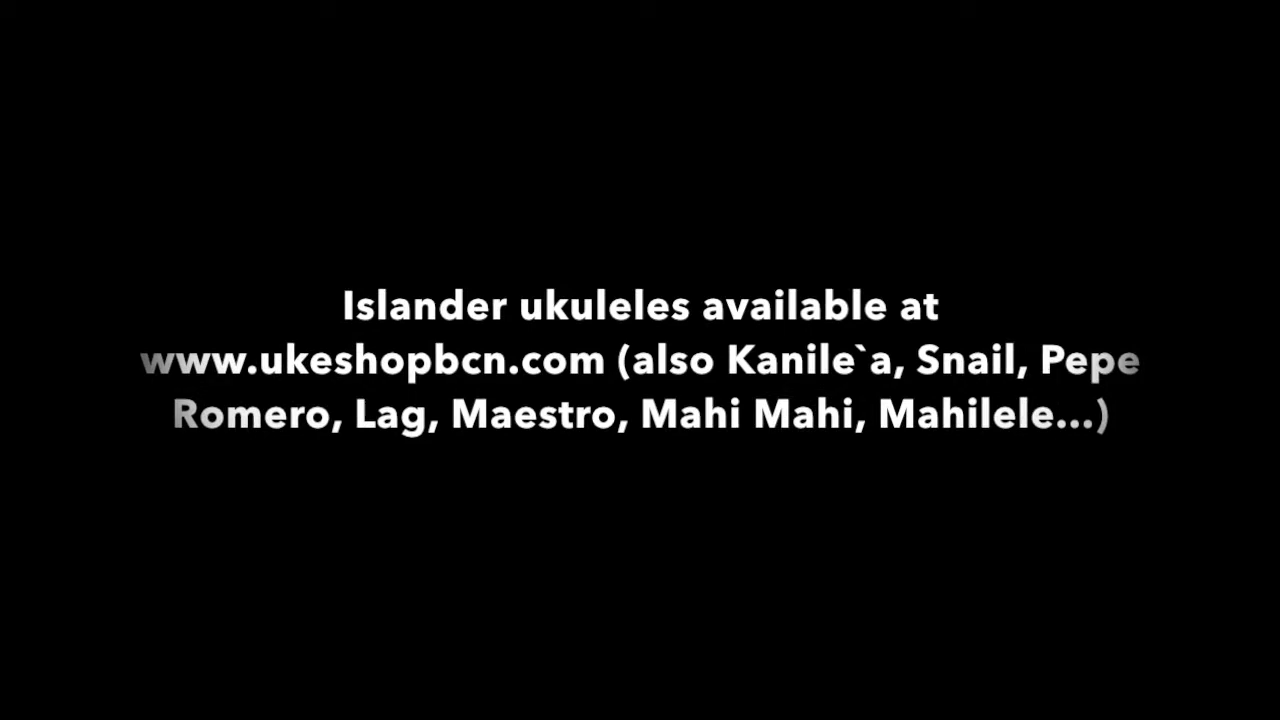 Islander ukuleles available at
www.ukeshopbcn.com (also Kanile`a, Snail, Pepe
Romero, Lag, Maestro, Mahi Mahi, Mahilele...)